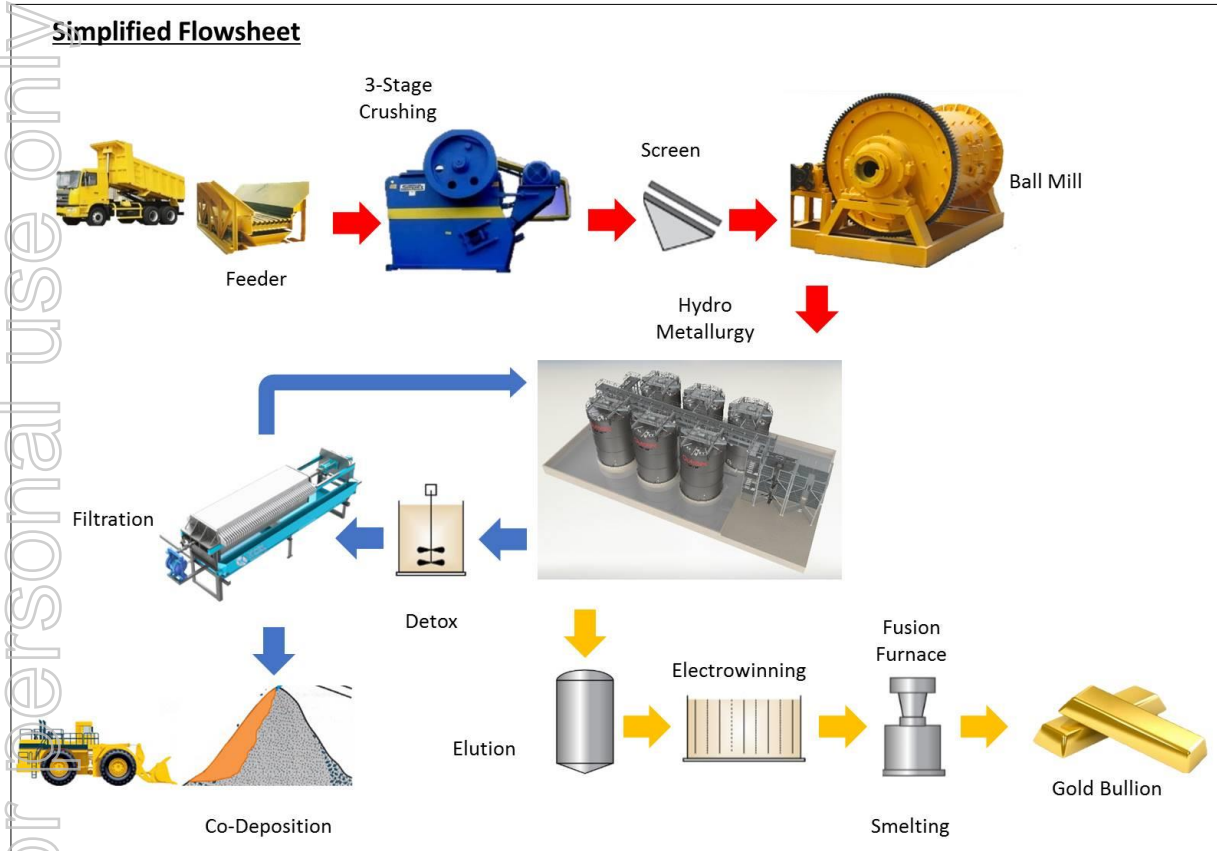 For personal use only
Simplified Flowsheet
3-Stage
Crushing
Screen
Ball Mill
Feeder
Hydro
Metallurgy
Filtration
Detox
Fusion
Furnace
Electrowinning
Elution
Gold Bullion
Co-Deposition
Smelting